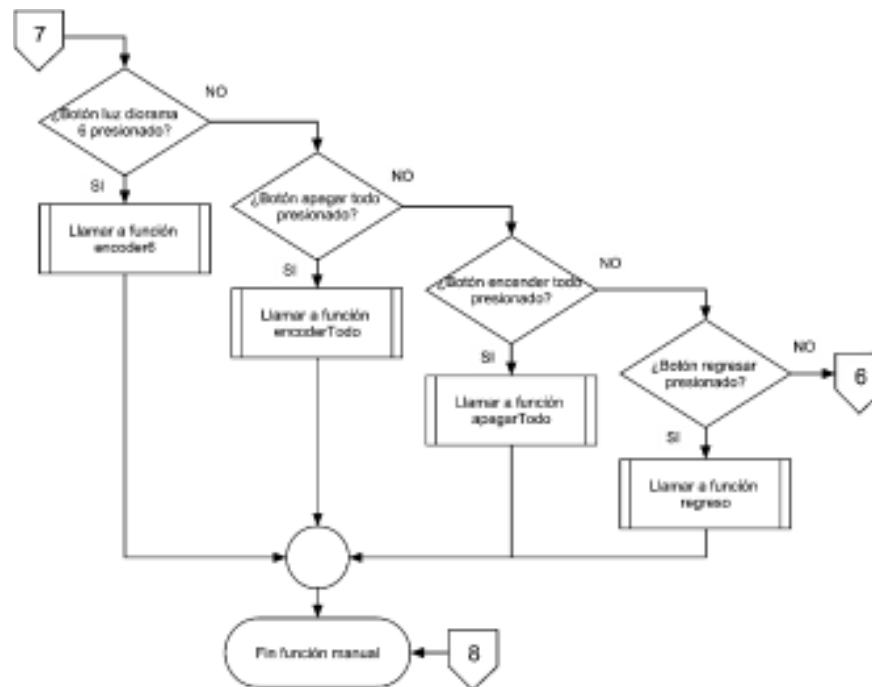 7
NO
¿Botón luz diorama
6 presionado?
SI
NO
¿Botón apagar todo
presionado?
Llamar a función
encoder6
SI
NO
¿Botón encender todo
presionado?
Llamar a función
encoderTodo
SI
NO
¿Botón regresar
presionado?
6
Llamar a función
apagarTodo
SI
Llamar a función
regreso
Fin función manual
8